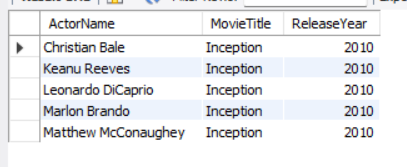 ActorName MovieTitle ReleaseYear
Christian Bale Inception 2010
Keanu Reeves Inception 2010
Leonardo DiCaprio Inception 2010
Marlon Brando Inception 2010
Matthew McConaughey Inception 2010